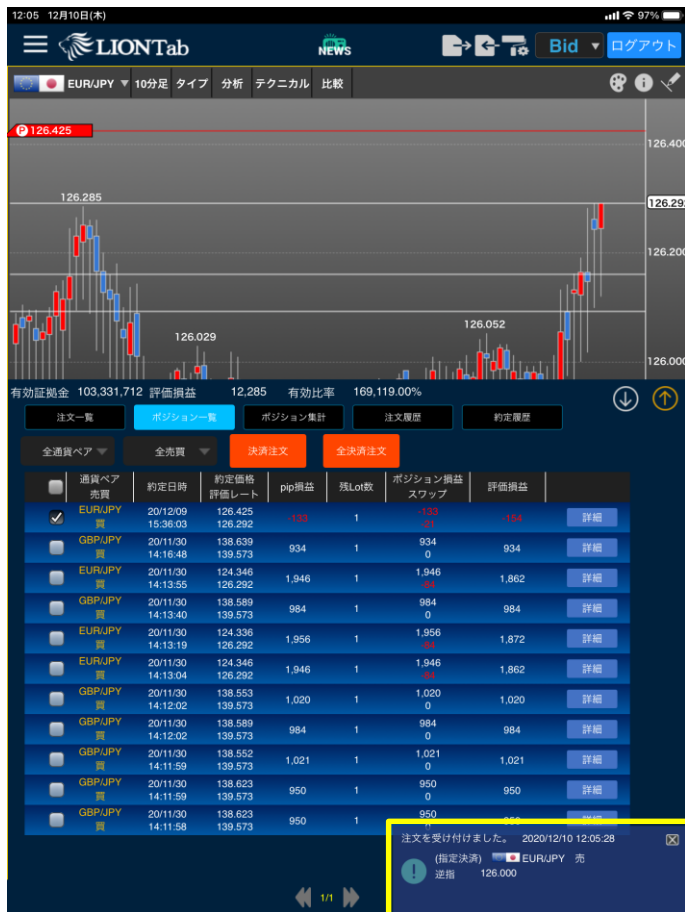 12:05 12月10日(木) 97%
LIONTab NEWS Bid ▼ ログアウト
EUR/JPY ▼ 10分足 タイプ 分析 テクニカル 比較
P 126.425
126.400
126.285
126.29
126.200
126.029
126.052
126.000
有効証拠金 103,331,712 評価損益 12,285 有効比率 169,119.00%
注文一覧 ポジション一覧 ポジション集計 注文履歴 約定履歴
全通貨ペア ▼ 全売買 ▼ 決済注文 全決済注文
通貨ペア 約定日時 約定価格 pip損益 残Lot数 ポジション損益 評価損益
売買 評価レート スワップ
EUR/JPY 20/12/09 126.425 -133 1 -133 -154 詳細
買 15:36:03 126.292 -21
GBP/JPY 20/11/30 138.639 934 1 934 934 詳細
買 14:16:48 139.573 0
EUR/JPY 20/11/30 124.346 1,946 1 1,946 1,862 詳細
買 14:13:55 126.292 -84
GBP/JPY 20/11/30 138.589 984 1 984 984 詳細
買 14:13:40 139.573 0
EUR/JPY 20/11/30 124.336 1,956 1 1,956 1,872 詳細
買 14:13:19 126.292 -84
EUR/JPY 20/11/30 124.346 1,946 1 1,946 1,862 詳細
買 14:13:04 126.292 -84
GBP/JPY 20/11/30 138.553 1,020 1 1,020 1,020 詳細
買 14:12:02 139.573 0
GBP/JPY 20/11/30 138.589 984 1 984 984 詳細
買 14:12:02 139.573 0
GBP/JPY 20/11/30 138.552 1,021 1 1,021 1,021 詳細
買 14:11:59 139.573 0
GBP/JPY 20/11/30 138.623 950 1 950 950 詳細
買 14:11:59 139.573 0
GBP/JPY 20/11/30 138.623 950 1 950
買 14:11:58 139.573
注文を受け付けました。 2020/12/10 12:05:28
(指定決済) EUR/JPY 売
逆指 126.000
1/1